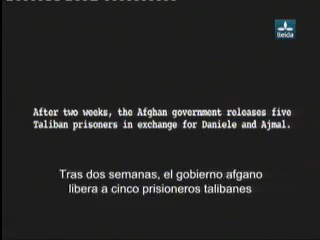 lleida
After two weeks, the Afghan government releases five
Taliban prisoners in exchange for Daniele and Ajmal.
Tras dos semanas, el gobierno afgano
libera a cinco prisioneros talibanes